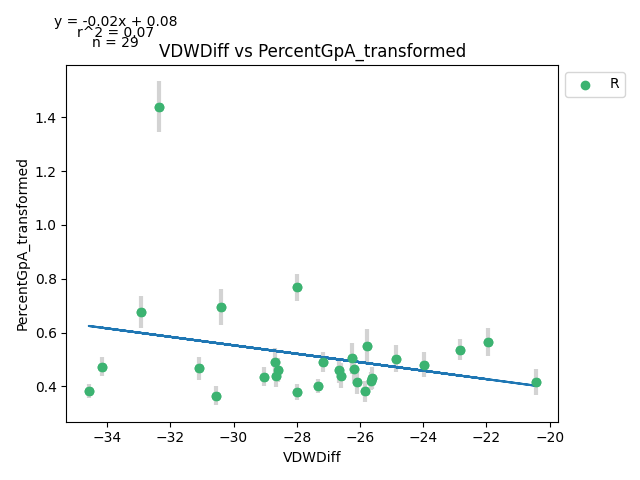 y = -0.02x + 0.08
r^2 = 0.07
n = 29
VDWDiff vs PercentGpA_transformed
R
PercentGpA_transformed
1.4
1.2
1.0
0.8
0.6
0.4
−34
−32
−30
−28
−26
−24
−22
−20
VDWDiff